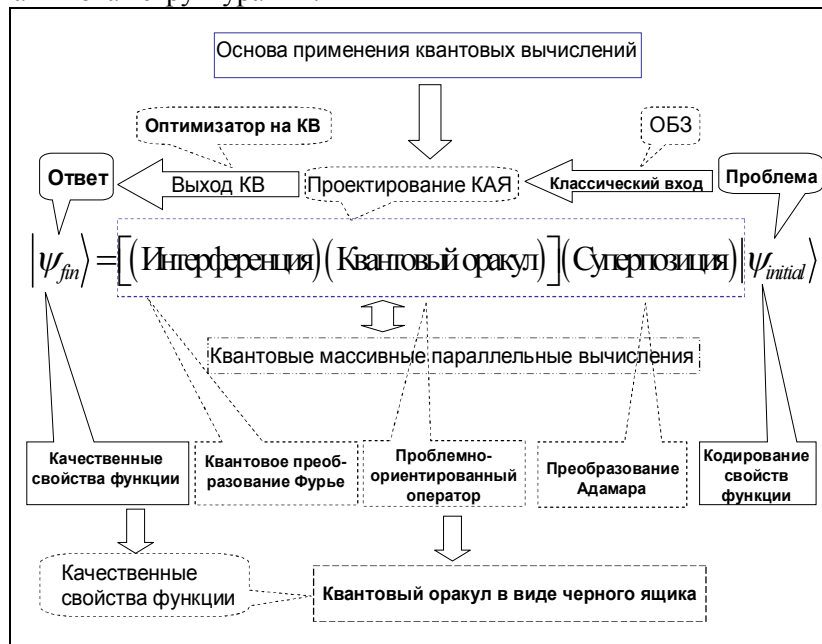 Основа применения квантовых вычислений
Оптимизатор на КВ
ОБЗ
Ответ
Выход КВ
Проектирование КАЯ
Классический вход
Проблема
|ψ_fin⟩ = [(Интерференция)(Квантовый оракул)](Суперпозиция)|ψ_initial⟩
Квантовые массивные параллельные вычисления
Качественные
свойства функции
Квантовое преоб-
разование Фурье
Проблемно-
ориентированный
оператор
Преобразование
Адамара
Кодирование
свойств
функции
Качественные
свойства функции
Квантовый оракул в виде черного ящика